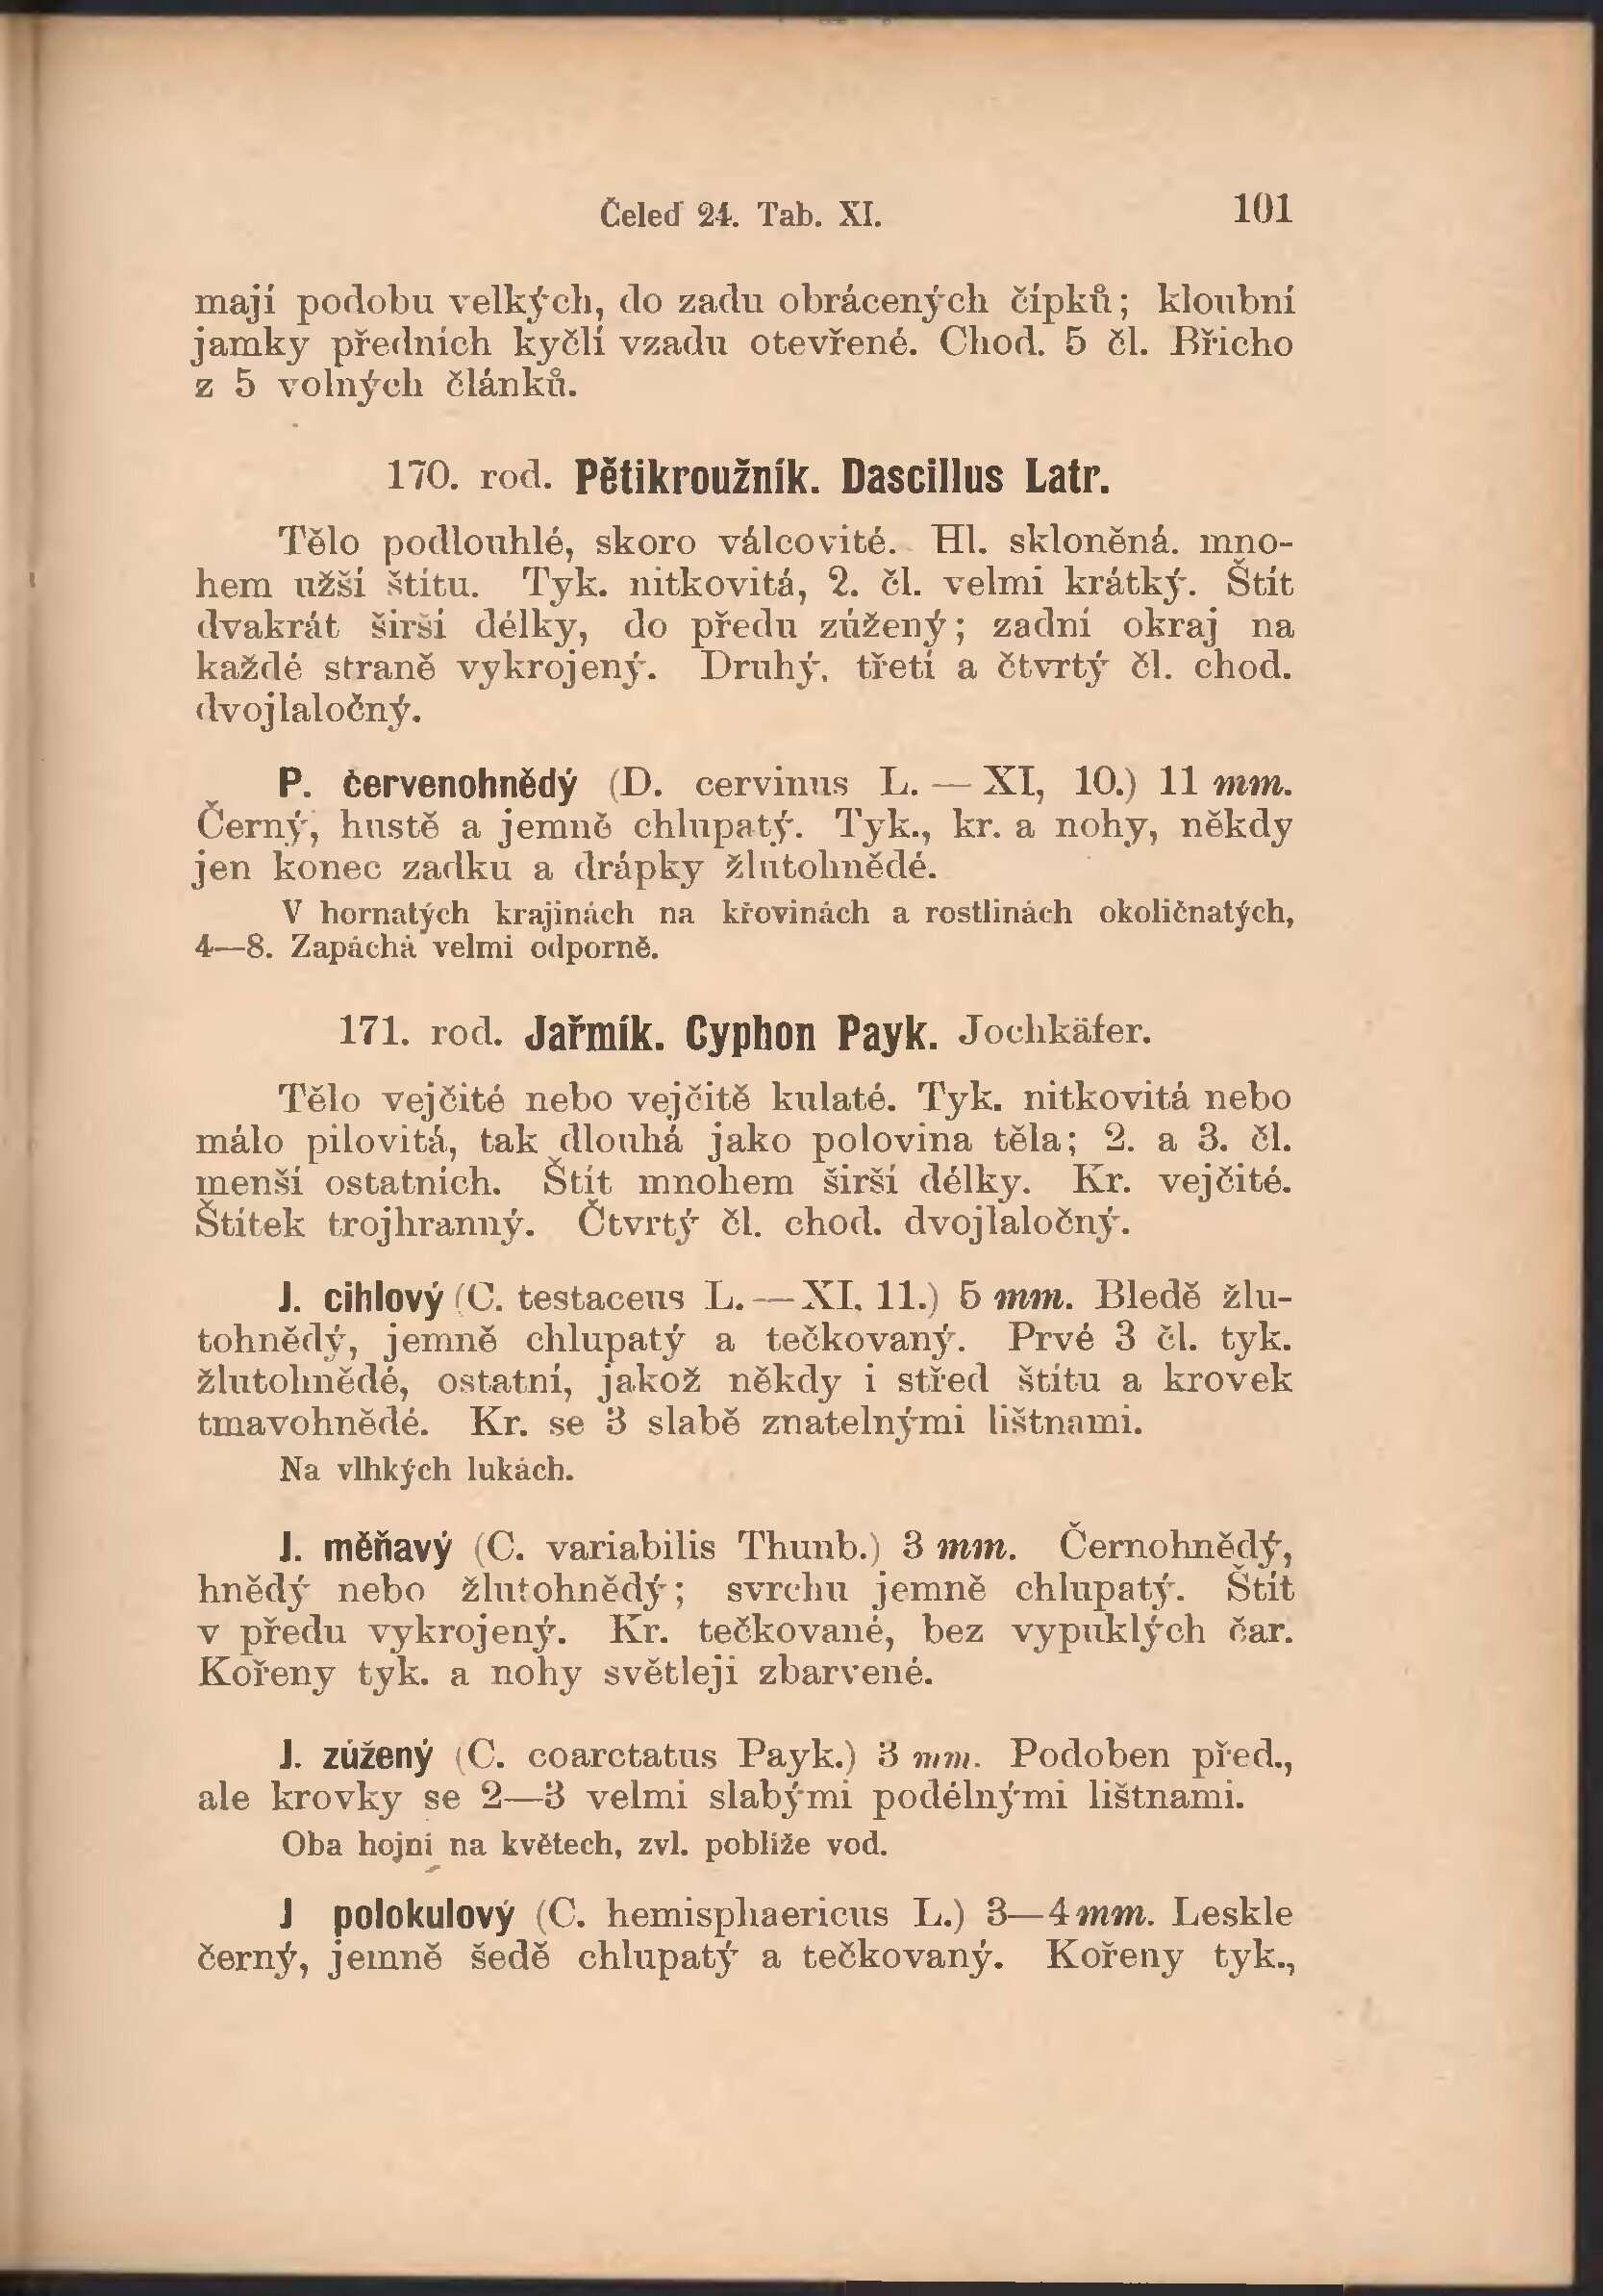 Čeleď 24. Tab. XI. 101
mají podobu velkých, do zadu obrácených čípků; kloubní
jamky předních kyčlí vzadu otevřené. Chod. 5 čl. Břicho
z 5 volných článků.
170. rod. Pětikroužník. Dascillus Latr.
Tělo podlouhlé, skoro válcovité. Hl. skloněná. mno-
hem užší štítu. Tyk. nitkovitá, 2. čl. velmi krátký. Štít
dvakrát širší délky, do předu zúžený; zadní okraj na
každé straně vykrojený. Druhý, třetí a čtvrtý čl. chod.
dvojlaločný.
P. červenohnědý (D. cervinus L. — XI, 10.) 11 mm.
Černý, hustě a jemně chlupatý. Tyk., kr. a nohy, někdy
jen konec zadku a drápky žlutohnědé.
V hornatých krajinách na křovinách a rostlinách okoličnatých,
4—8. Zapáchá velmi odporně.
171. rod. Jařmík. Cyphon Payk. Jochkäfer.
Tělo vejčité nebo vejčitě kulaté. Tyk. nitkovitá nebo
málo pilovitá, tak dlouhá jako polovina těla; 2. a 3. čl.
menší ostatních. Štít mnohem širší délky. Kr. vejčité.
Štítek trojhranný. Čtvrtý čl. chod. dvojlaločný.
J. cihlový (C. testaceus L. — XI, 11.) 5 mm. Bledě žlu-
tohnědý, jemně chlupatý a tečkovaný. Prvé 3 čl. tyk.
žlutohnědé, ostatní, jakož někdy i střed štítu a krovek
tmavohnědé. Kr. se 3 slabě znatelnými lištnami.
Na vlhkých lukách.
J. měňavý (C. variabilis Thunb.) 3 mm. Černohnědý,
hnědý nebo žlutohnědý; svrchu jemně chlupatý. Štít
v předu vykrojený. Kr. tečkované, bez vypuklých čar.
Kořeny tyk. a nohy světleji zbarvené.
J. zúžený (C. coarctatus Payk.) 3 mm. Podoben před.,
ale krovky se 2—3 velmi slabými podélnými lištnami.
Oba hojní na květech, zvl. poblíže vod.
J polokulový (C. hemisphaericus L.) 3—4 mm. Leskle
černý, jemně šedě chlupatý a tečkovaný. Kořeny tyk.,